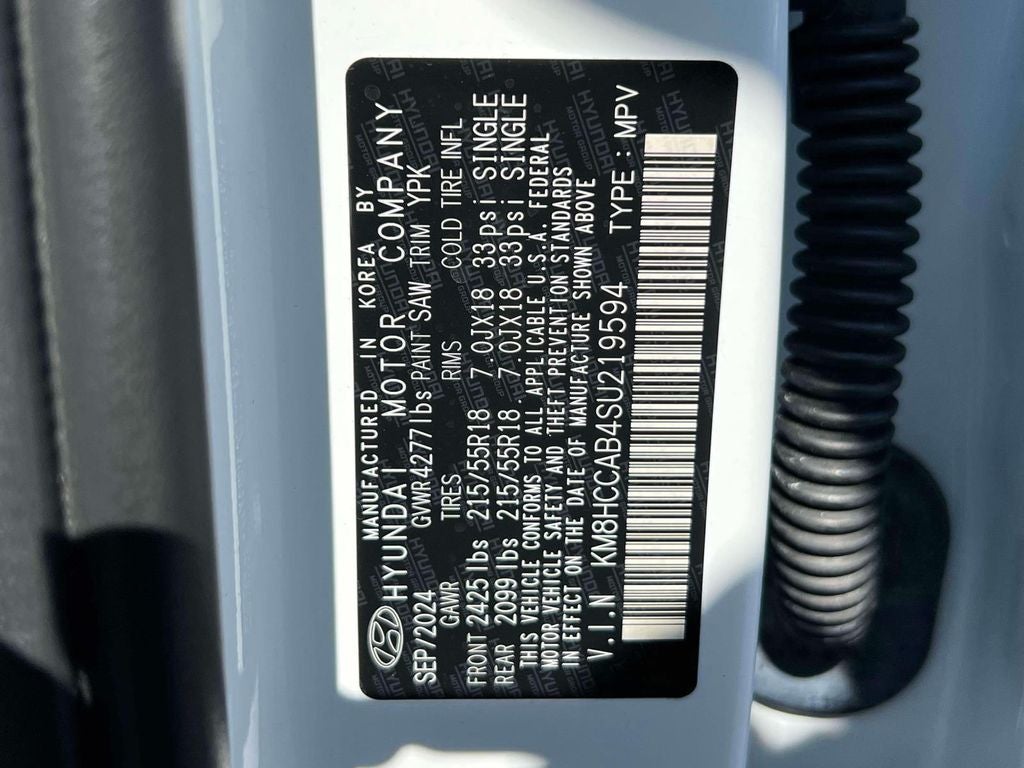 MANUFACTURED IN KOREA BY
HYUNDAI MOTOR COMPANY
SEP/2024 GVWR 4277lbs PAINT SAW TRIM YPK
GAWR TIRES RIMS COLD TIRE INFL
FRONT 2425lbs 215/55R18 7.0JX18 33psi SINGLE
REAR 2099lbs 215/55R18 7.0JX18 33psi SINGLE
THIS VEHICLE CONFORMS TO ALL APPLICABLE U.S.A. FEDERAL
MOTOR VEHICLE SAFETY AND THEFT PREVENTION STANDARDS
IN EFFECT ON THE DATE OF MANUFACTURE SHOWN ABOVE
V.I.N KM8HCCAB4SU219594 TYPE : MPV